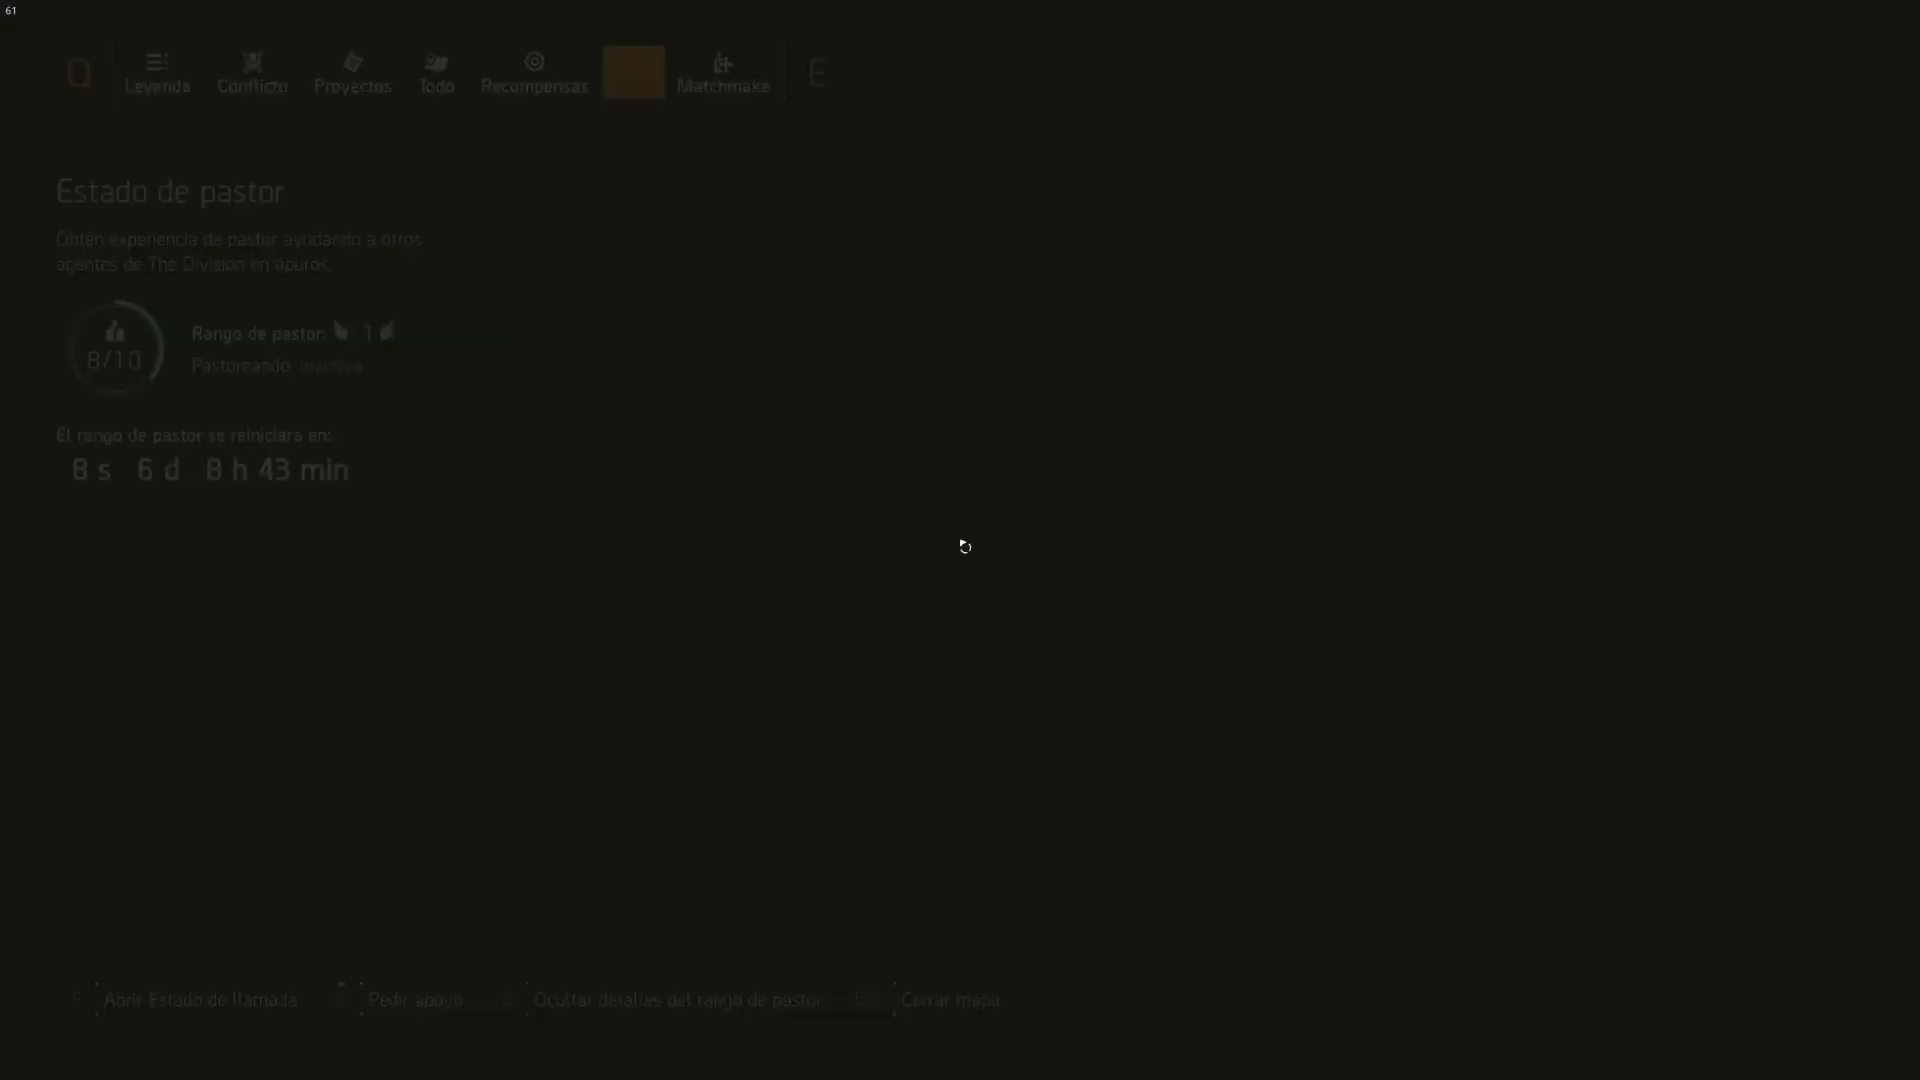 61
Q Leyenda Conflicto Proyectos Todo Recompensas Matchmake E
Estado de pastor
Obtén experiencia de pastor ayudando a otros
agentes de The Division en apuros.
8/10
Rango de pastor: 1
Pastoreando:
El rango de pastor se reiniciará en:
8 s 6 d 8 h 43 min
Abrir Estado de llamada Pedir apoyo Ocultar detalles del rango de pastor Cerrar mapa